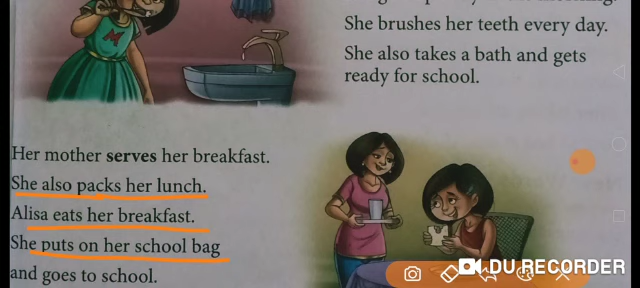 She brushes her teeth every day.
She also takes a bath and gets
ready for school.
Her mother serves her breakfast.
She also packs her lunch.
Alisa eats her breakfast.
She puts on her school bag
and goes to school.
DU RECORDER